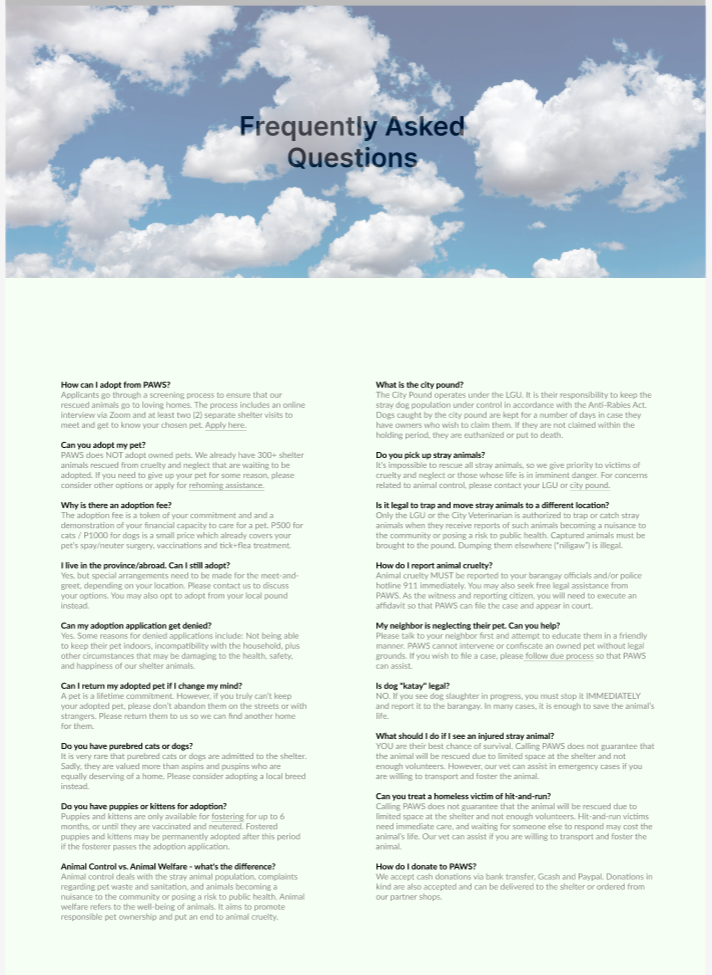 Frequently Asked
Questions
How can I adopt from PAWS?
Applicants go through a screening process to ensure that our
rescued animals go to loving homes. The process includes an online
interview via Zoom and at least two (2) separate shelter visits to
meet and get to know your chosen pet. Apply here.
Can you adopt my pet?
PAWS does NOT adopt owned pets. We already have 300+ shelter
animals rescued from cruelty and neglect that are waiting to be
adopted. If you need to give up your pet for some reason, please
consider other options or apply for rehoming assistance.
Why is there an adoption fee?
The adoption fee is a token of your commitment and and a
demonstration of your financial capacity to care for a pet. P500 for
cats / P1000 for dogs is a small price which already covers your
pet's spay/neuter surgery, vaccinations and tick+flea treatment.
I live in the province/abroad. Can I still adopt?
Yes, but special arrangements need to be made for the meet-and-
greet, depending on your location. Please contact us to discuss
your options. You may also opt to adopt from your local pound
instead.
Can my adoption application get denied?
Yes. Some reasons for denied applications include: Not being able
to keep their pet indoors, incompatibility with the household, plus
other circumstances that may be damaging to the health, safety,
and happiness of our shelter animals.
Can I return my adopted pet if I change my mind?
A pet is a lifetime commitment. However, if you truly can't keep
your adopted pet, please don't abandon them on the streets or with
strangers. Please return them to us so we can find another home
for them.
Do you have purebred cats or dogs?
It is very rare that purebred cats or dogs are admitted to the shelter.
Sadly, they are valued more than aspins and puspins who are
equally deserving of a home. Please consider adopting a local breed
instead.
Do you have puppies or kittens for adoption?
Puppies and kittens are only available for fostering for up to 6
months, or until they are vaccinated and neutered. Fostered
puppies and kittens may be permanently adopted after this period
if the fosterer passes the adoption application.
Animal Control vs. Animal Welfare - what's the difference?
Animal control deals with the stray animal population, complaints
regarding pet waste and sanitation, and animals becoming a
nuisance to the community or posing a risk to public health. Animal
welfare refers to the well-being of animals. It aims to promote
responsible pet ownership and put an end to animal cruelty.
What is the city pound?
The City Pound operates under the LGU. It is their responsibility to keep the
stray dog population under control in accordance with the Anti-Rabies Act.
Dogs caught by the city pound are kept for a number of days in case they
have owners who wish to claim them. If they are not claimed within the
holding period, they are euthanized or put to death.
Do you pick up stray animals?
It's impossible to rescue all stray animals, so we give priority to victims of
cruelty and neglect or those whose life is in imminent danger. For concerns
related to animal control, please contact your LGU or city pound.
Is it legal to trap and move stray animals to a different location?
Only the LGU or the City Veterinarian is authorized to trap or catch stray
animals when they receive reports of such animals becoming a nuisance to
the community or posing a risk to public health. Captured animals must be
brought to the pound. Dumping them elsewhere ("niligaw") is illegal.
How do I report animal cruelty?
Animal cruelty MUST be reported to your barangay officials and/or police
hotline 911 immediately. You may also seek free legal assistance from
PAWS. As the witness and reporting citizen, you will need to execute an
affidavit so that PAWS can file the case and appear in court.
My neighbor is neglecting their pet. Can you help?
Please talk to your neighbor first and attempt to educate them in a friendly
manner. PAWS cannot intervene or confiscate an owned pet without legal
grounds. If you wish to file a case, please follow due process so that PAWS
can assist.
Is dog "katay" legal?
NO. If you see dog slaughter in progress, you must stop it IMMEDIATELY
and report it to the barangay. In many cases, it is enough to save the animal's
life.
What should I do if I see an injured stray animal?
YOU are their best chance of survival. Calling PAWS does not guarantee that
the animal will be rescued due to limited space at the shelter and not
enough volunteers. However, our vet can assist in emergency cases if you
are willing to transport and foster the animal.
Can you treat a homeless victim of hit-and-run?
Calling PAWS does not guarantee that the animal will be rescued due to
limited space at the shelter and not enough volunteers. Hit-and-run victims
need immediate care, and waiting for someone else to respond may cost the
animal's life. Our vet can assist if you are willing to transport and foster the
animal.
How do I donate to PAWS?
We accept cash donations via bank transfer, Gcash and Paypal. Donations in
kind are also accepted and can be delivered to the shelter or ordered from
our partner shops.